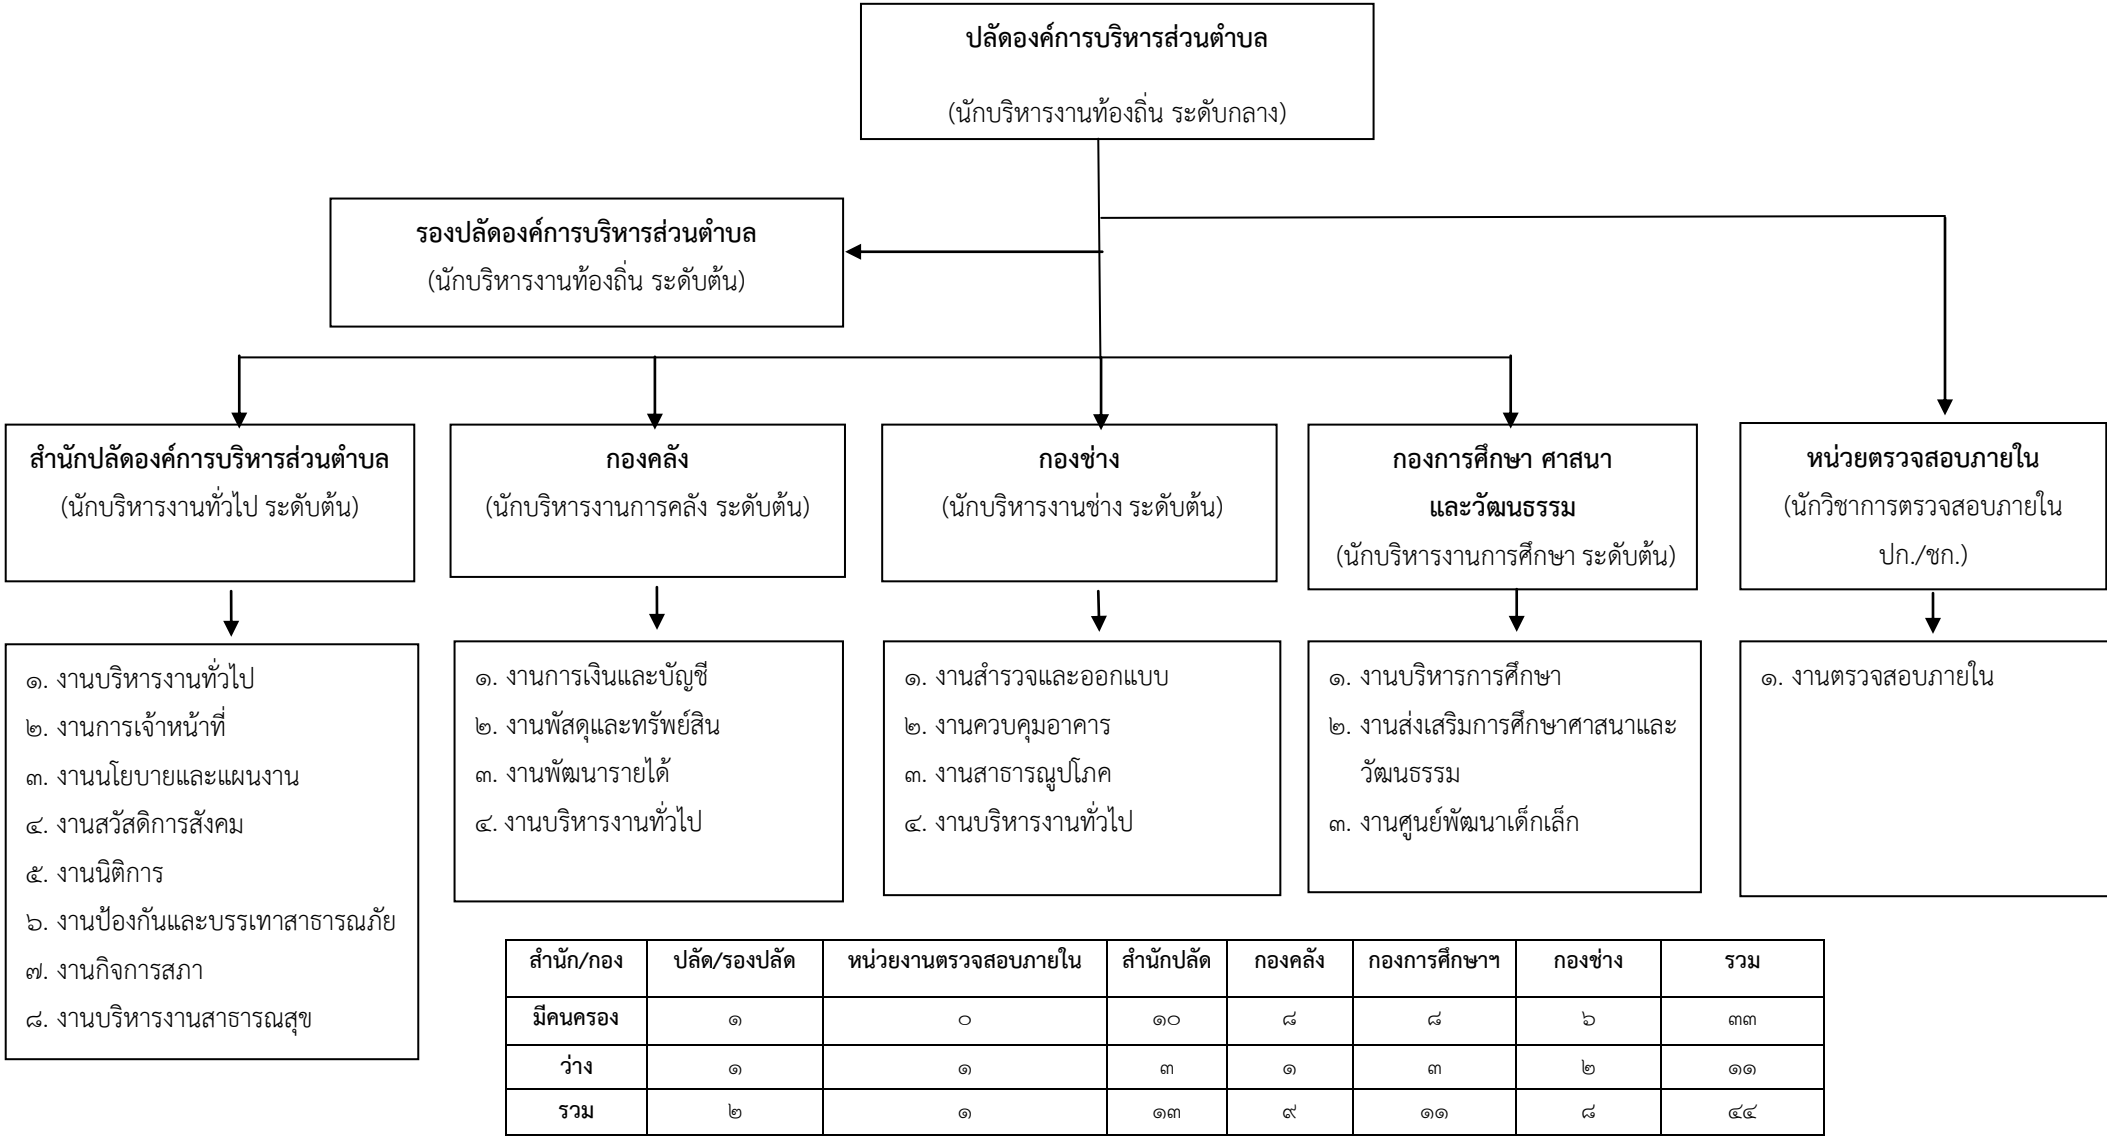 ปลัดองค์การบริหารส่วนตำบล
(นักบริหารงานท้องถิ่น ระดับกลาง)
รองปลัดองค์การบริหารส่วนตำบล
(นักบริหารงานท้องถิ่น ระดับต้น)
สำนักปลัดองค์การบริหารส่วนตำบล
(นักบริหารงานทั่วไป ระดับต้น)
กองคลัง
(นักบริหารงานการคลัง ระดับต้น)
กองช่าง
(นักบริหารงานช่าง ระดับต้น)
กองการศึกษา ศาสนา
และวัฒนธรรม
(นักบริหารงานการศึกษา ระดับต้น)
หน่วยตรวจสอบภายใน
(นักวิชาการตรวจสอบภายใน
ปก./ชก.)
๑. งานบริหารงานทั่วไป
๒. งานการเจ้าหน้าที่
๓. งานนโยบายและแผนงาน
๔. งานสวัสดิการสังคม
๕. งานนิติการ
๖. งานป้องกันและบรรเทาสาธารณภัย
๗. งานกิจการสภา
๘. งานบริหารงานสาธารณสุข
๑. งานการเงินและบัญชี
๒. งานพัสดุและทรัพย์สิน
๓. งานพัฒนารายได้
๔. งานบริหารงานทั่วไป
๑. งานสำรวจและออกแบบ
๒. งานควบคุมอาคาร
๓. งานสาธารณูปโภค
๔. งานบริหารงานทั่วไป
๑. งานบริหารการศึกษา
๒. งานส่งเสริมการศึกษาศาสนาและ
วัฒนธรรม
๓. งานศูนย์พัฒนาเด็กเล็ก
๑. งานตรวจสอบภายใน
สำนัก/กอง ปลัด/รองปลัด หน่วยงานตรวจสอบภายใน สำนักปลัด กองคลัง กองการศึกษาฯ กองช่าง รวม
มีคนครอง ๑ ๐ ๑๐ ๘ ๘ ๖ ๓๓
ว่าง ๑ ๑ ๓ ๑ ๓ ๒ ๑๑
รวม ๒ ๑ ๑๓ ๙ ๑๑ ๘ ๔๔